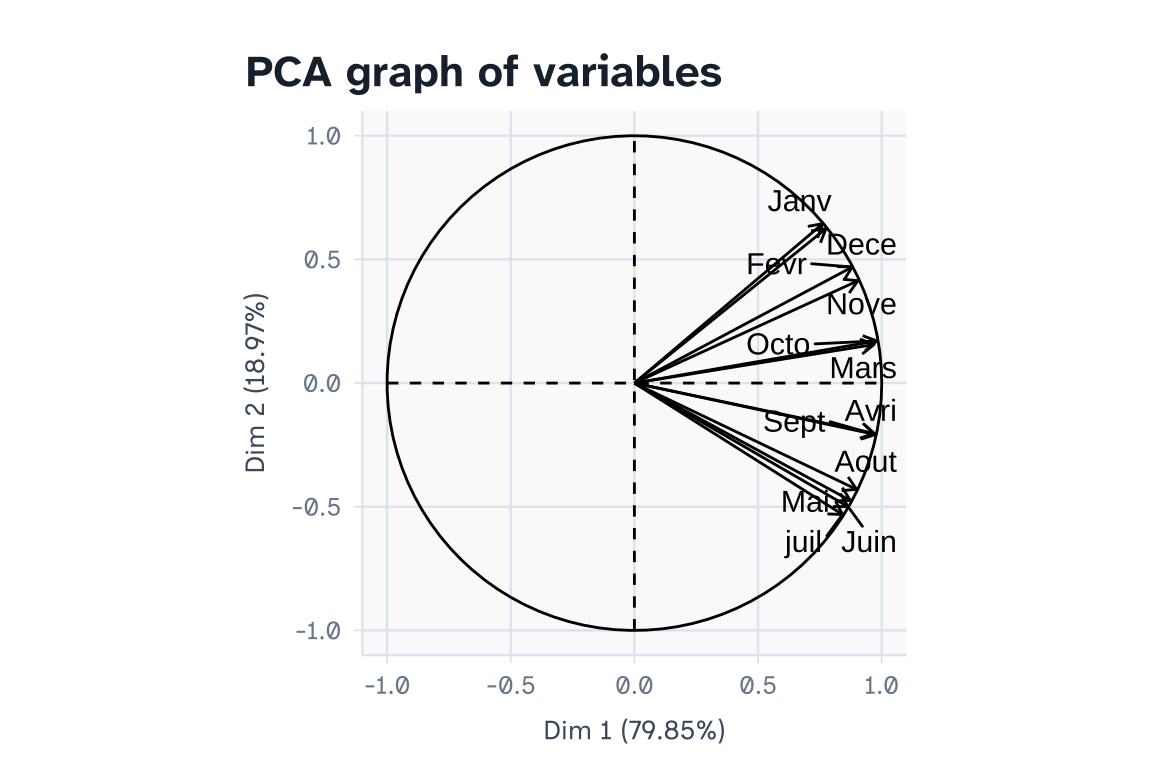 PCA graph of variables
1.0
0.5
0.0
-0.5
-1.0
Dim 2 (18.97%)
Janv
Dece
Fevr
Nove
Octo
Mars
Avri
Sept
Aout
Mai
juil
Juin
-1.0
-0.5
0.0
0.5
1.0
Dim 1 (79.85%)